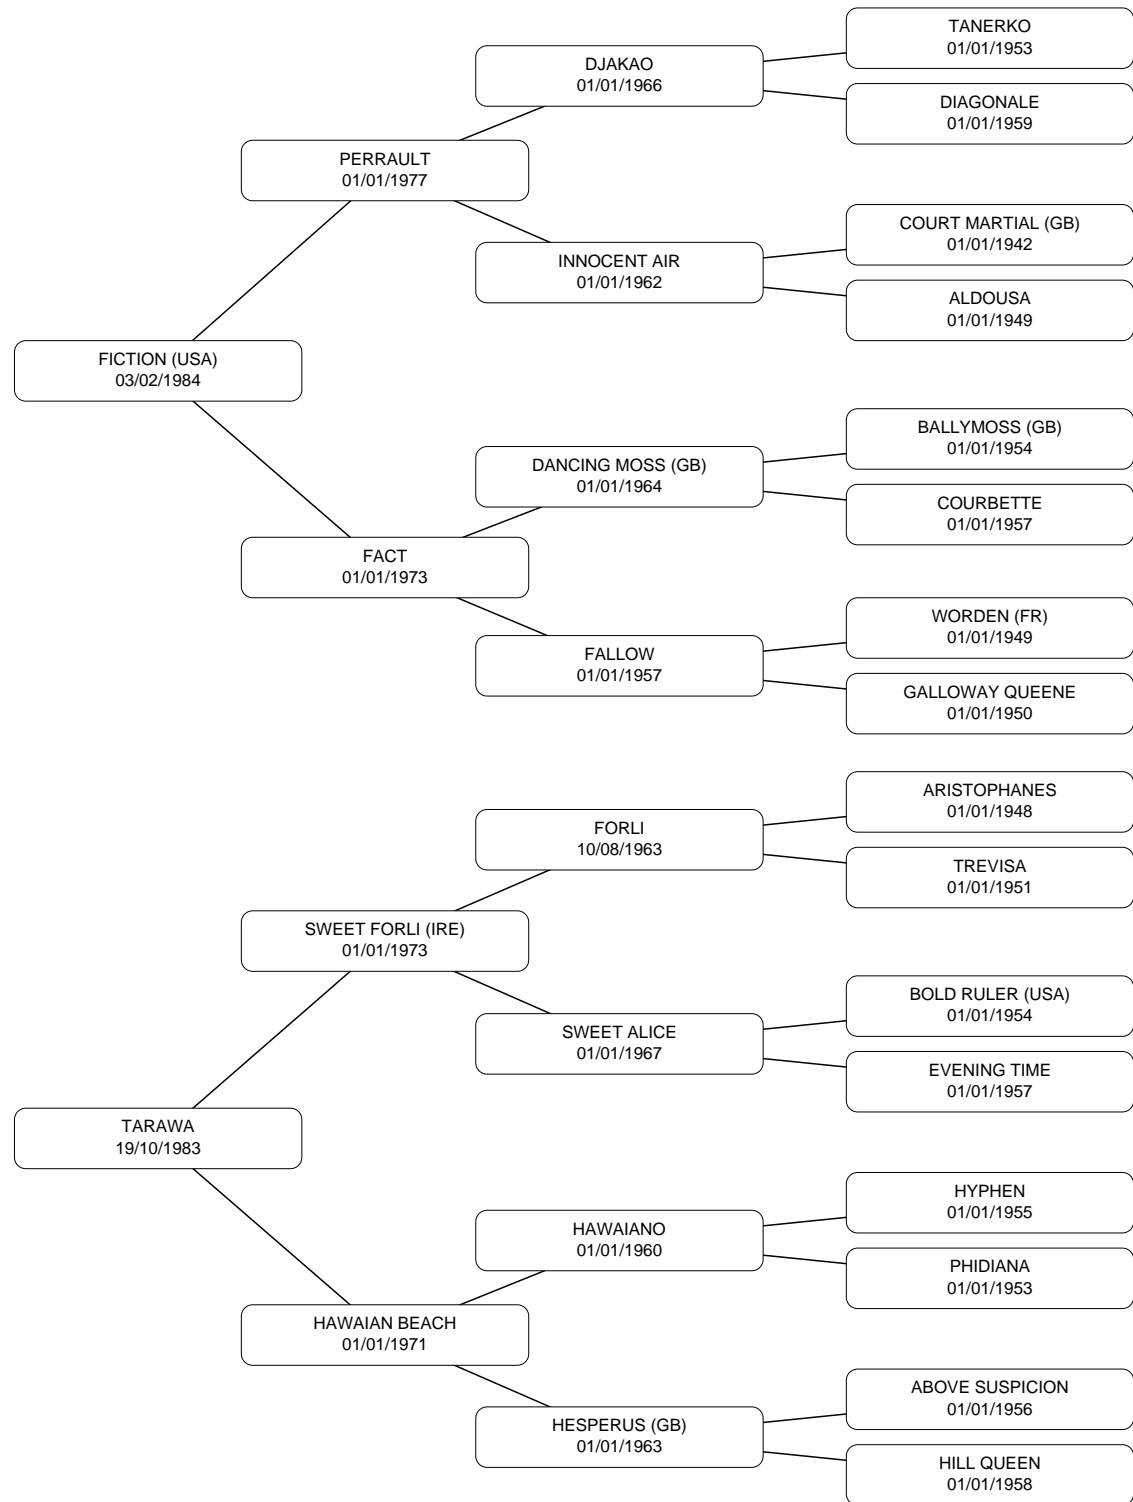 TANERKO
01/01/1953
DJAKAO
01/01/1966
DIAGONALE
01/01/1959
PERRAULT
01/01/1977
COURT MARTIAL (GB)
01/01/1942
INNOCENT AIR
01/01/1962
ALDOUSA
01/01/1949
FICTION (USA)
03/02/1984
BALLYMOSS (GB)
01/01/1954
DANCING MOSS (GB)
01/01/1964
COURBETTE
01/01/1957
FACT
01/01/1973
WORDEN (FR)
01/01/1949
FALLOW
01/01/1957
GALLOWAY QUEENE
01/01/1950
ARISTOPHANES
01/01/1948
FORLI
10/08/1963
TREVISA
01/01/1951
SWEET FORLI (IRE)
01/01/1973
BOLD RULER (USA)
01/01/1954
SWEET ALICE
01/01/1967
EVENING TIME
01/01/1957
TARAWA
19/10/1983
HYPHEN
01/01/1955
HAWAIANO
01/01/1960
PHIDIANA
01/01/1953
HAWAIAN BEACH
01/01/1971
ABOVE SUSPICION
01/01/1956
HESPERUS (GB)
01/01/1963
HILL QUEEN
01/01/1958